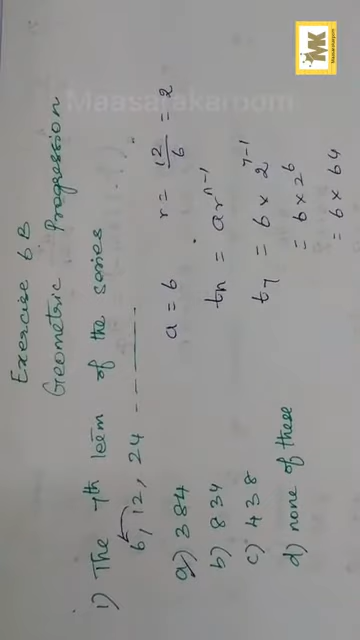 Exercise 6B
Geometric Progression
1) The 7th term of the series
6, 12, 24 - - - - - -
a) 384
b) 834
c) 438
d) none of these
a = 6 r = 12/6 = 2
tn = ar^n-1
t7 = 6 × 2^7-1
= 6 × 2^6
= 6 × 64
MK
Maasarakaroom